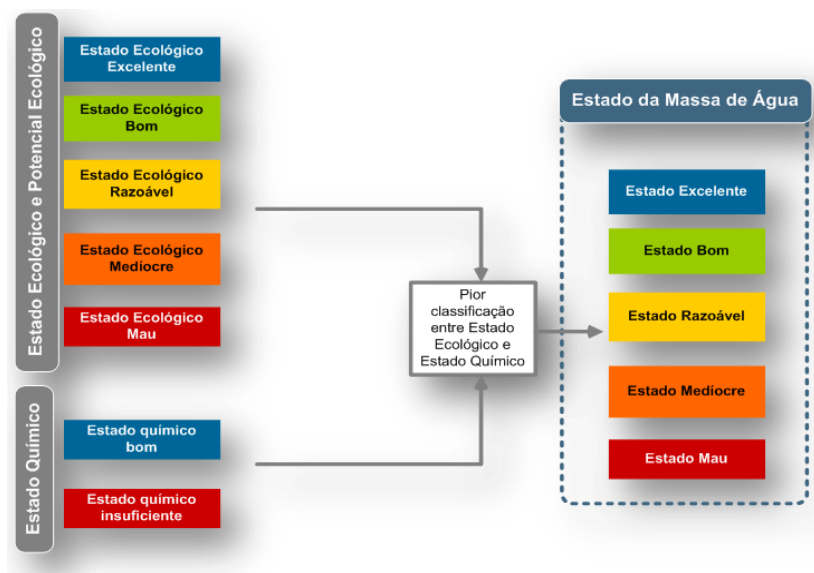 Estado Ecológico e Potencial Ecológico
Estado Ecológico
Excelente
Estado Ecológico
Bom
Estado Ecológico
Razoável
Estado Ecológico
Medíocre
Estado Ecológico
Mau
Estado Químico
Estado químico
bom
Estado químico
insuficiente
Pior
classificação
entre Estado
Ecológico e
Estado Químico
Estado da Massa de Água
Estado Excelente
Estado Bom
Estado Razoável
Estado Medíocre
Estado Mau